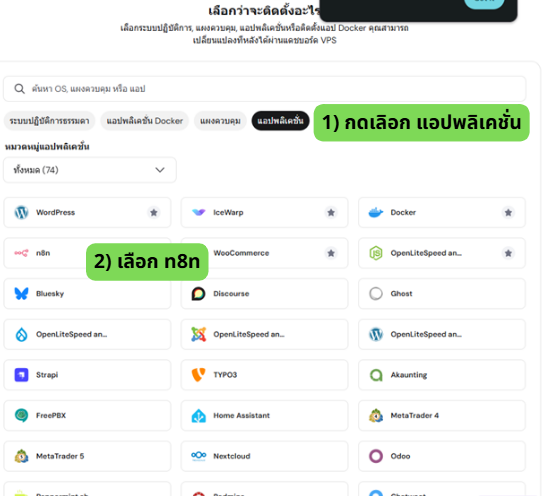 เลือกว่าจะติดตั้งอะไร
เลือกระบบปฏิบัติการ, แผงควบคุม, แอปพลิเคชันหรือติดตั้งแอป Docker คุณสามารถ
เปลี่ยนแปลงทีหลังได้ผ่านแดชบอร์ด VPS
ค้นหา OS, แผงควบคุม หรือ แอป
ระบบปฏิบัติการธรรมดา แอปพลิเคชัน Docker แผงควบคุม แอปพลิเคชัน
1) กดเลิอก แอปพลิเคชั่น
หมวดหมู่แอปพลิเคชัน
ทั้งหมด (74)
WordPress IceWarp Docker
n8n WooCommerce OpenLiteSpeed an...
2) เลือก n8n
Bluesky Discourse Ghost
OpenLiteSpeed an... OpenLiteSpeed an... OpenLiteSpeed an...
Strapi TYPO3 Akaunting
FreePBX Home Assistant MetaTrader 4
MetaTrader 5 Nextcloud Odoo